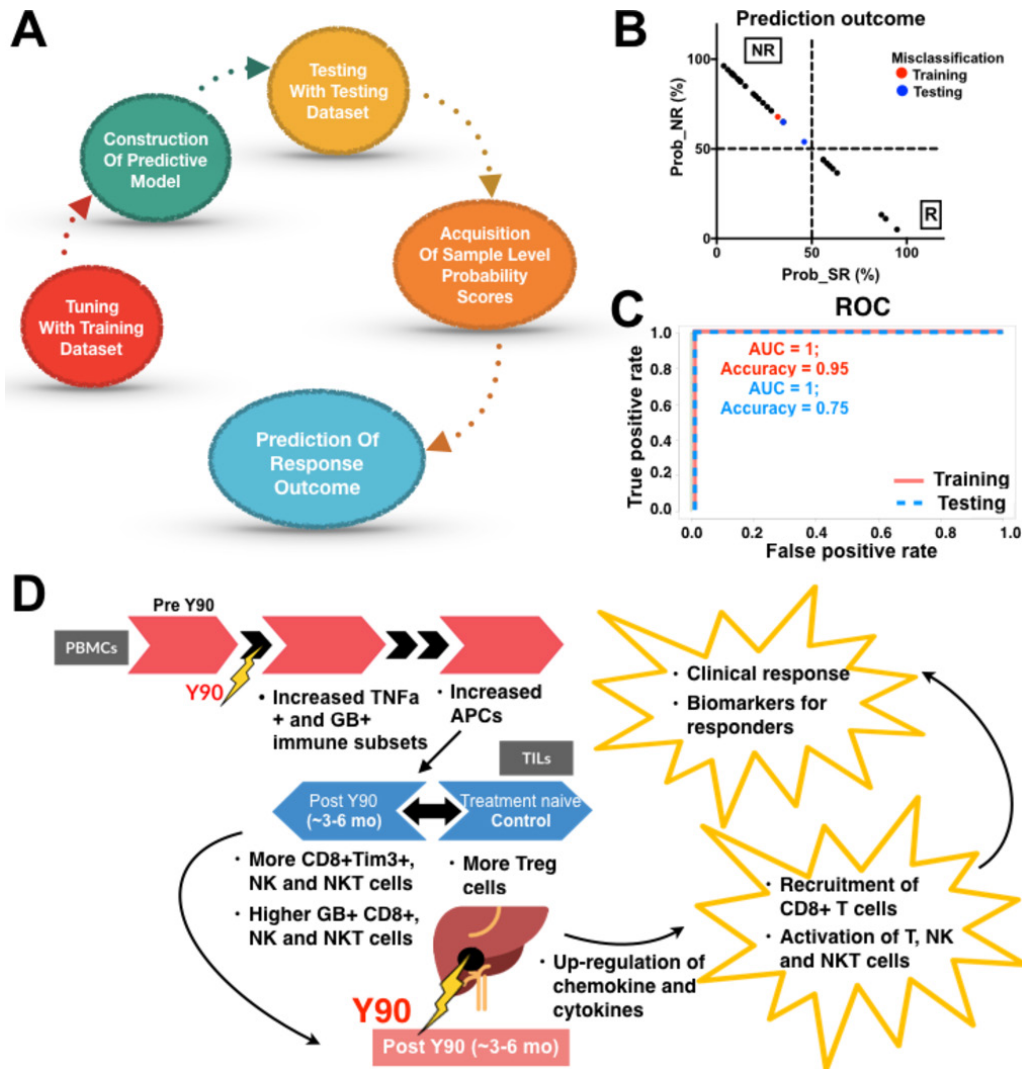 A
Tuning
With Training
Dataset
Construction
Of Predictive
Model
Testing
With Testing
Dataset
Acquisition
Of Sample Level
Probability
Scores
Prediction Of
Response
Outcome
B
Prediction outcome
NR
Misclassification
Training
Testing
R
100
50
0
Prob_NR (%)
0
50
100
Prob_SR (%)
C
ROC
AUC = 1;
Accuracy = 0.95
AUC = 1;
Accuracy = 0.75
Training
Testing
True positive rate
1.0
0.8
0.6
0.4
0.2
0.0
0.0
0.2
0.4
0.6
0.8
1.0
False positive rate
D
Pre Y90
PBMCs
Y90
· Increased TNFa
+ and GB+
immune subsets
· Increased
APCs
TILs
Post Y90
(~3-6 mo)
Treatment naive
Control
· More CD8+Tim3+,
NK and NKT cells
· Higher GB+ CD8+,
NK and NKT cells
· More Treg
cells
Y90
Post Y90 (~3-6 mo)
· Up-regulation of
chemokine and
cytokines
· Recruitment of
CD8+ T cells
· Activation of T, NK
and NKT cells
· Clinical response
· Biomarkers for
responders